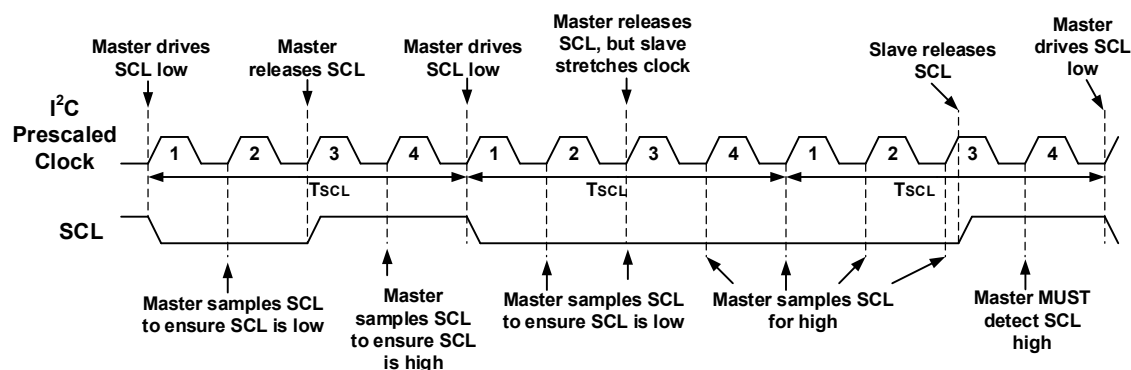 Master drives
SCL low
Master
releases SCL
Master drives
SCL low
Master releases
SCL, but slave
stretches clock
Slave releases
SCL
Master
drives SCL
low
I²C
Prescaled
Clock
1 2 3 4 1 2 3 4 1 2 3 4
TSCL TSCL TSCL
SCL
Master samples SCL
to ensure SCL is low
Master
samples SCL
to ensure SCL
is high
Master samples SCL
to ensure SCL is low
Master samples SCL
for high
Master MUST
detect SCL
high